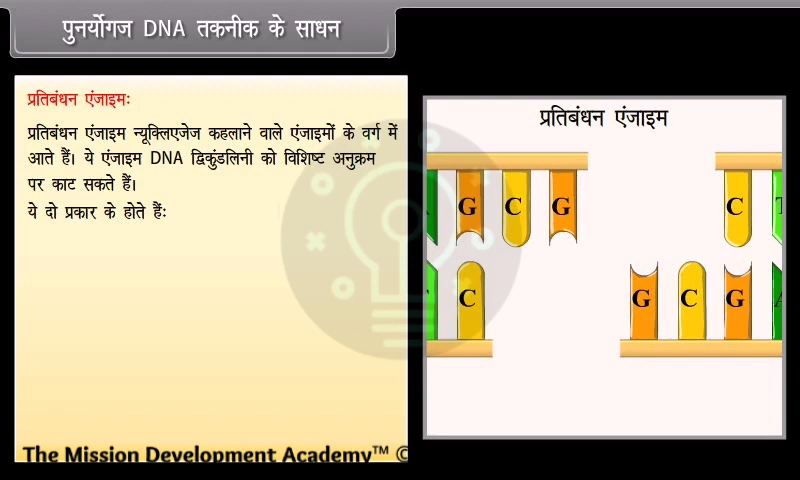 पुनर्योगज DNA तकनीक के साधन
प्रतिबंधन एंजाइमः
प्रतिबंधन एंजाइम न्यूक्लिएजेज कहलाने वाले एंजाइमों के वर्ग में
आते हैं। ये एंजाइम DNA द्विकुंडलिनी को विशिष्ट अनुक्रम
पर काट सकते हैं।
ये दो प्रकार के होते हैंः
प्रतिबंधन एंजाइम
G C G C
C G C G
The Mission Development Academy™ ©